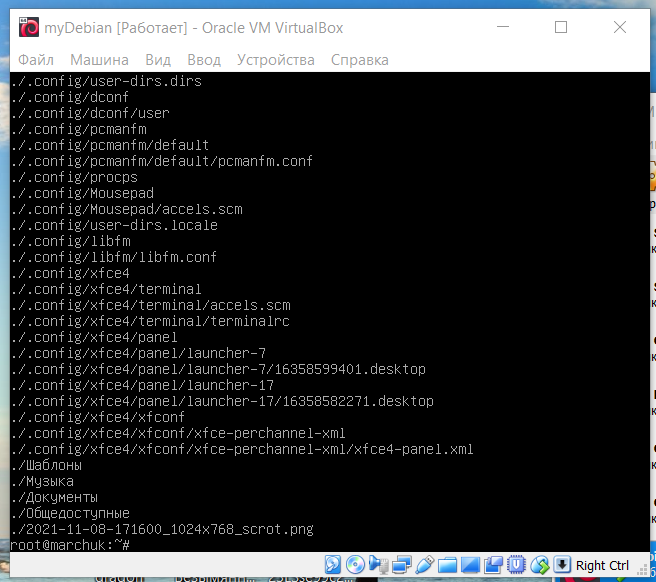 myDebian [Работает] - Oracle VM VirtualBox
Файл Машина Вид Ввод Устройства Справка
./.config/user-dirs.dirs
./.config/dconf
./.config/dconf/user
./.config/pcmanfm
./.config/pcmanfm/default
./.config/pcmanfm/default/pcmanfm.conf
./.config/procps
./.config/Mousepad
./.config/Mousepad/accels.scm
./.config/user-dirs.locale
./.config/libfm
./.config/libfm/libfm.conf
./.config/xfce4
./.config/xfce4/terminal
./.config/xfce4/terminal/accels.scm
./.config/xfce4/terminal/terminalrc
./.config/xfce4/panel
./.config/xfce4/panel/launcher-7
./.config/xfce4/panel/launcher-7/16358599401.desktop
./.config/xfce4/panel/launcher-17
./.config/xfce4/panel/launcher-17/16358582271.desktop
./.config/xfce4/xfconf
./.config/xfce4/xfconf/xfce-perchannel-xml
./.config/xfce4/xfconf/xfce-perchannel-xml/xfce4-panel.xml
./Шаблоны
./Музыка
./Документы
./Общедоступные
./2021-11-08-171600_1024x768_scrot.png
root@marchuk:~#
Right Ctrl